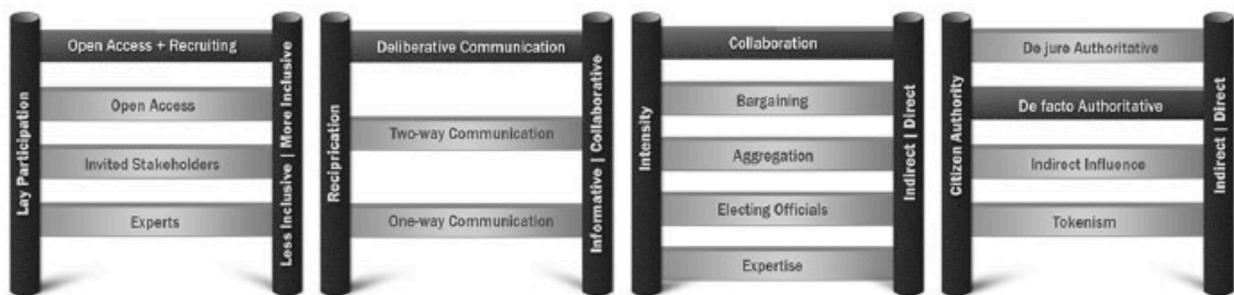 Lay Participation
Open Access + Recruiting
Open Access
Invited Stakeholders
Experts
Less Inclusive | More Inclusive
Reciprication
Deliberative Communication
Two-way Communication
One-way Communication
Informative | Collaborative
Intensity
Collaboration
Bargaining
Aggregation
Electing Officials
Expertise
Indirect | Direct
Citizen Authority
De jure Authoritative
De facto Authoritative
Indirect Influence
Tokenism
Indirect | Direct